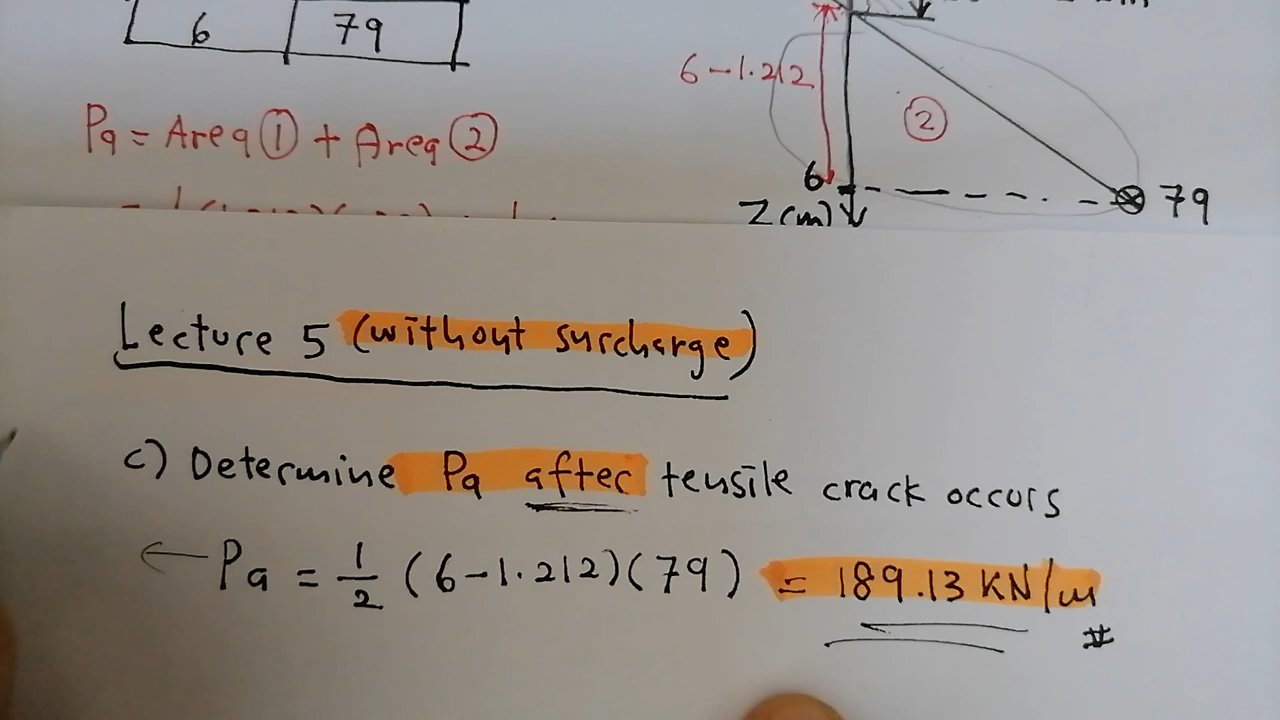 6 79
6-1.212
Pa = Area ① + Area ②
②
6
79
Z (m)
Lecture 5 (without surcharge)
c) Determine Pa after tensile crack occurs
← Pa = 1/2 (6-1.212)(79) = 189.13 KN/m #